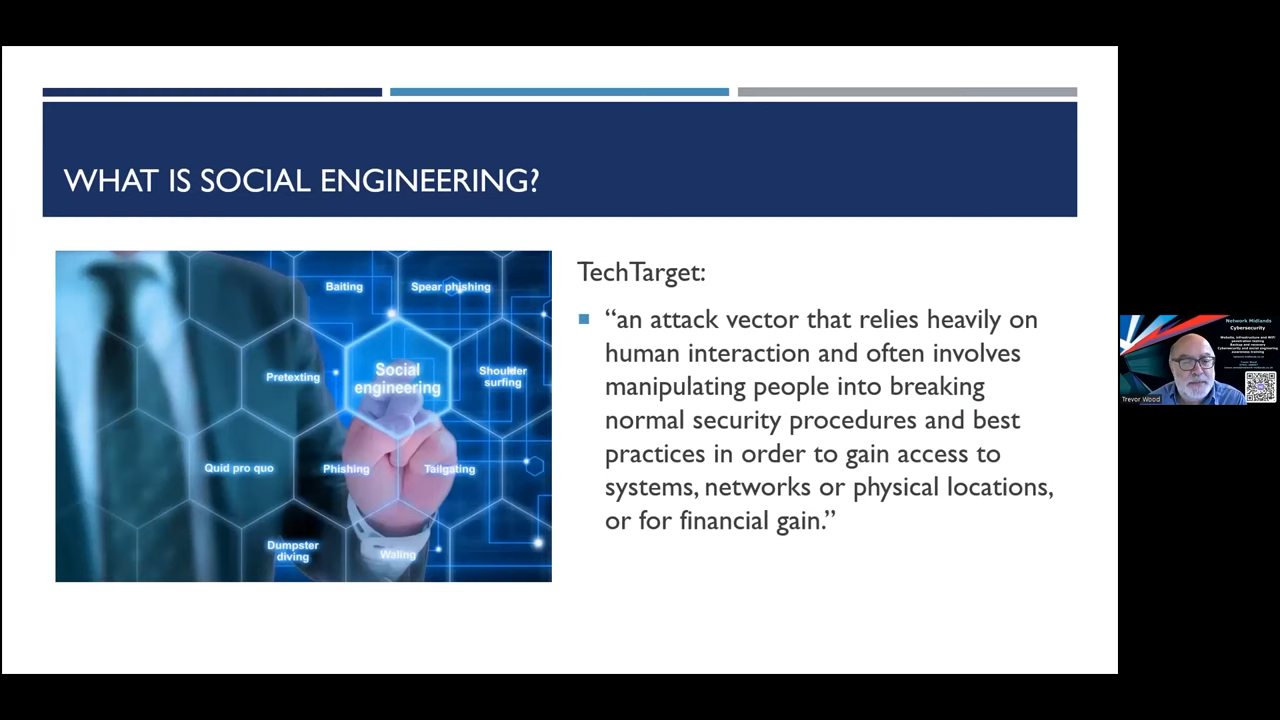 WHAT IS SOCIAL ENGINEERING?
Baiting
Spear phishing
Social
engineering
Pretexting
Shoulder
surfing
Quid pro quo
Phishing
Tailgating
Dumpster
diving
Waling
TechTarget:
“an attack vector that relies heavily on
human interaction and often involves
manipulating people into breaking
normal security procedures and best
practices in order to gain access to
systems, networks or physical locations,
or for financial gain.”
Network Midlands
Cybersecurity
Trevor Wood